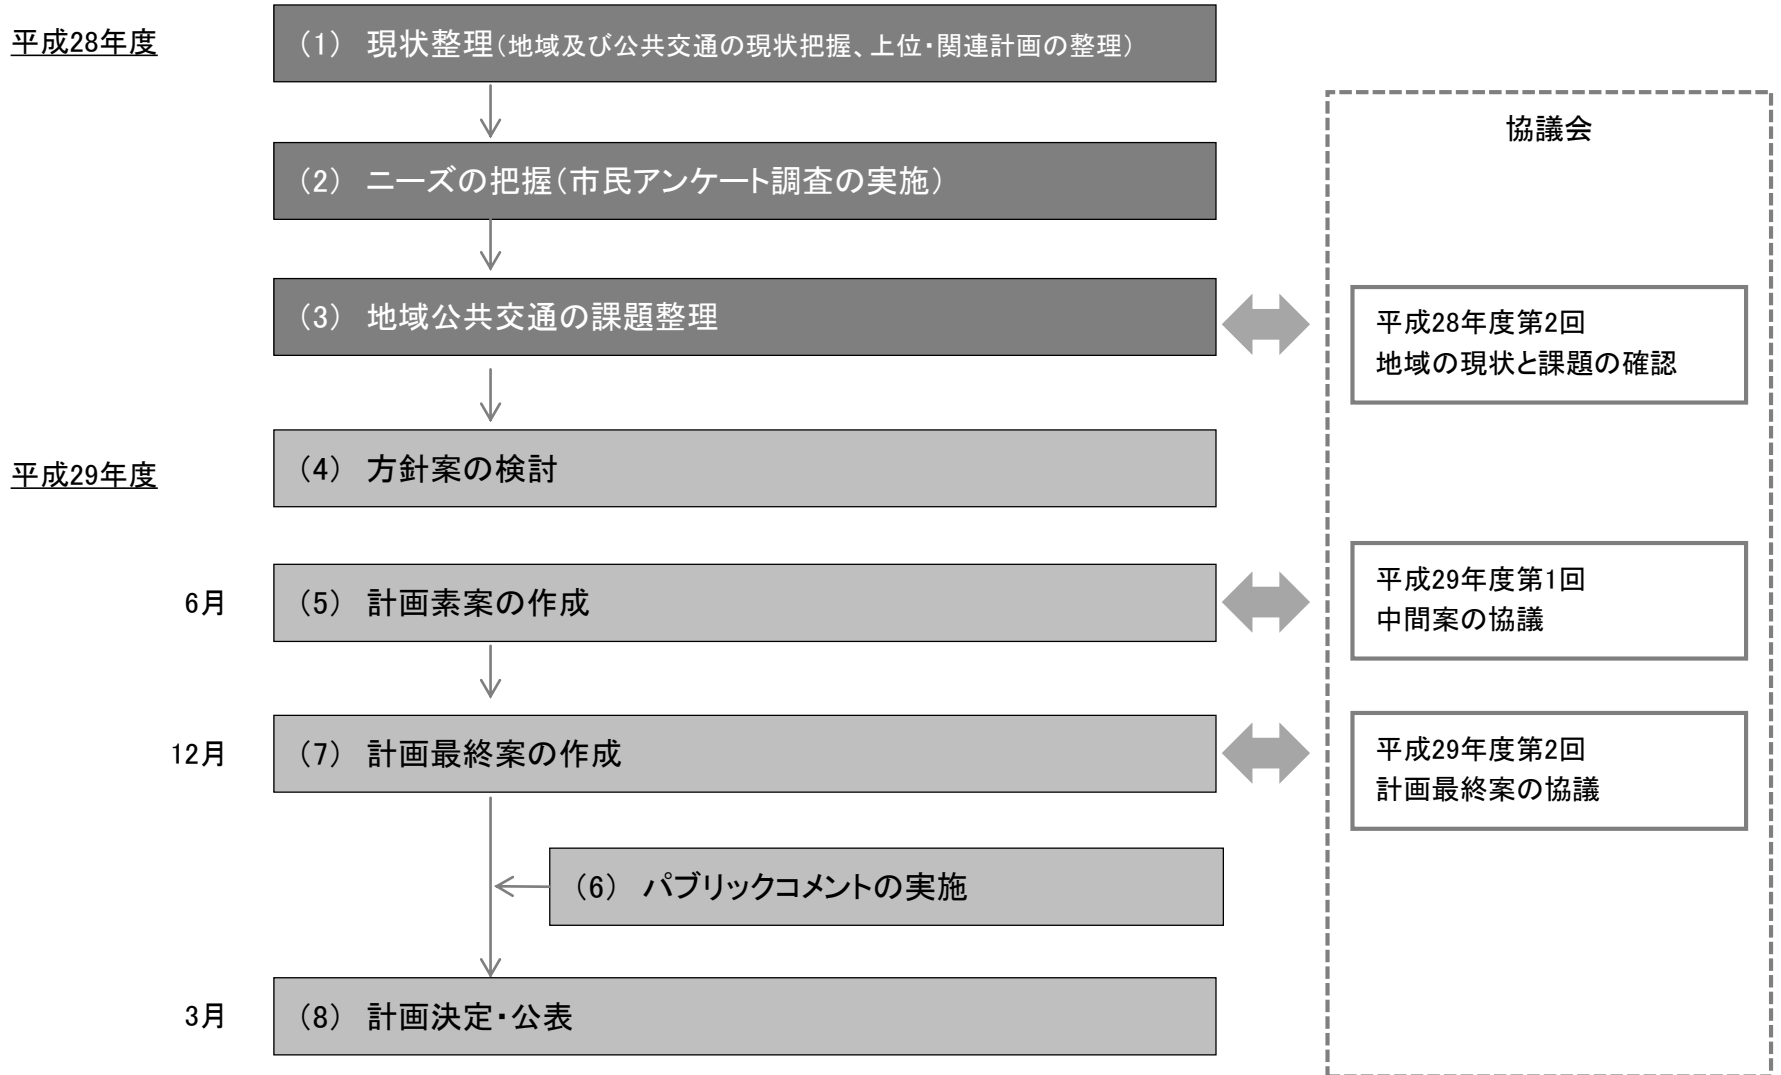 平成28年度
(1) 現状整理(地域及び公共交通の現状把握、上位・関連計画の整理)
協議会
(2) ニーズの把握(市民アンケート調査の実施)
(3) 地域公共交通の課題整理
平成28年度第2回
地域の現状と課題の確認
平成29年度
(4) 方針案の検討
6月
(5) 計画素案の作成
平成29年度第1回
中間案の協議
12月
(7) 計画最終案の作成
平成29年度第2回
計画最終案の協議
(6) パブリックコメントの実施
3月
(8) 計画決定・公表